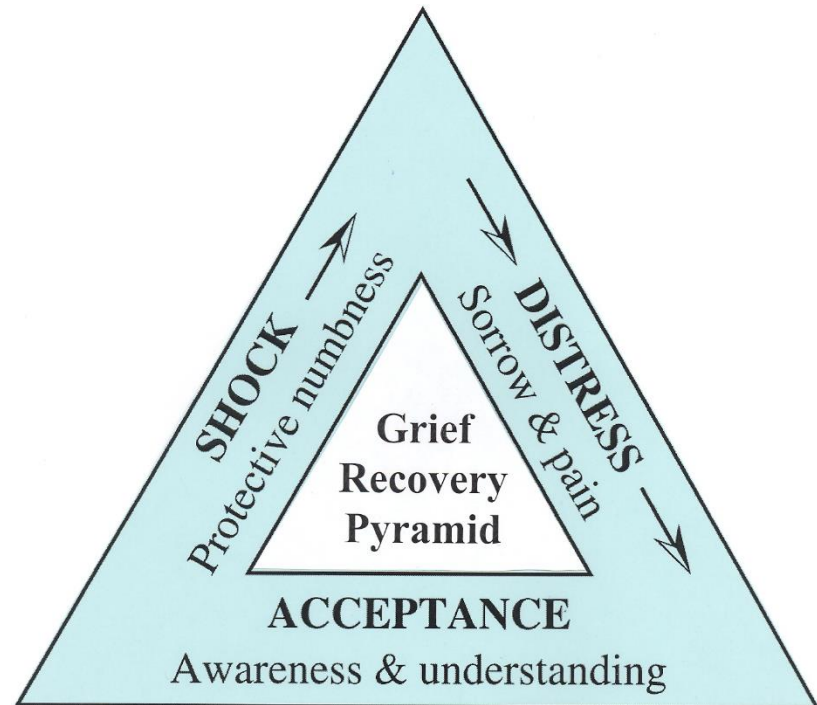 SHOCK
Protective numbness
DISTRESS
Sorrow & pain
Grief
Recovery
Pyramid
ACCEPTANCE
Awareness & understanding